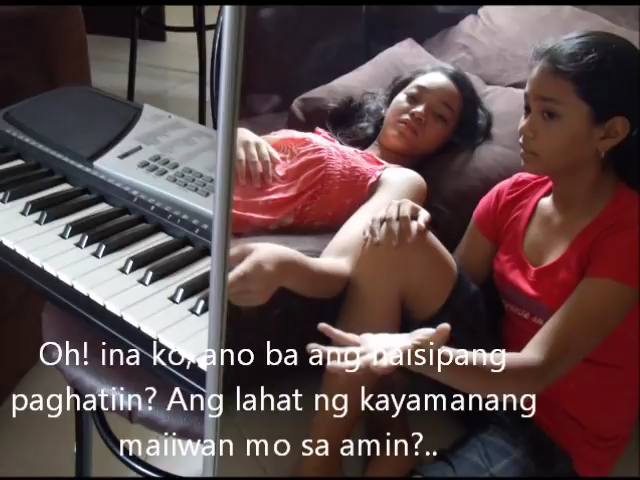 Oh! ina ko, ano ba ang naisipang
paghatiin? Ang lahat ng kayamanang
maiiwan mo sa amin?..